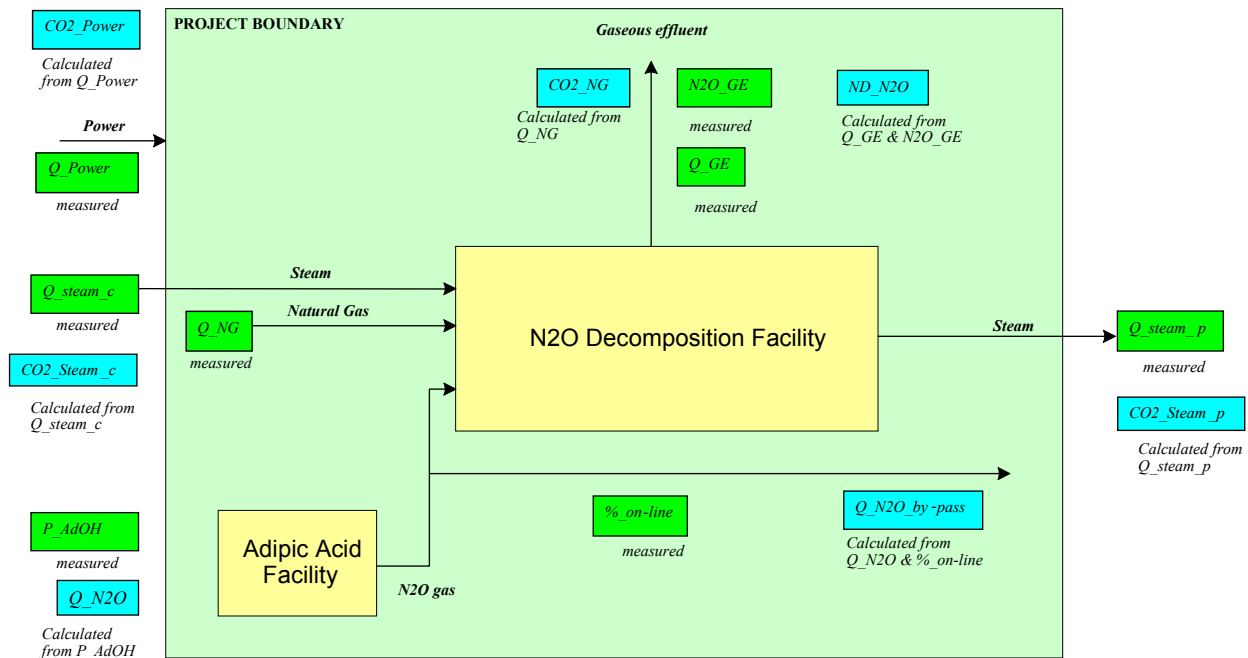 CO2_Power
Calculated
from Q_Power
PROJECT BOUNDARY
Gaseous effluent
CO2_NG
Calculated from
Q_NG
N2O_GE
measured
Q_GE
measured
ND_N2O
Calculated from
Q_GE & N2O_GE
Power
Q_Power
measured
Q_steam_c
measured
CO2_Steam_c
Calculated from
Q_steam_c
Steam
Natural Gas
Q_NG
measured
N2O Decomposition Facility
Steam
Q_steam_p
measured
CO2_Steam_p
Calculated from
Q_steam_p
P_AdOH
measured
Q_N2O
Calculated
from P_AdOH
Adipic Acid
Facility
N2O gas
%_on-line
measured
Q_N2O_by-pass
Calculated from
Q_N2O & %_on-line